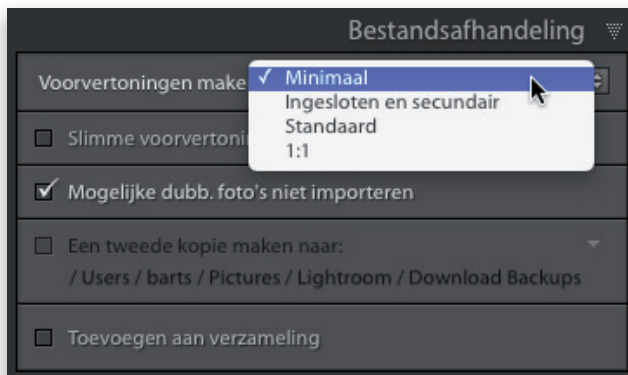 Bestandsafhandeling
Voorvertoningen make
✓ Minimaal
Ingesloten en secundair
Standaard
1:1
Slimme voorvertoni
Mogelijke dubb. foto's niet importeren
Een tweede kopie maken naar:
/ Users / barts / Pictures / Lightroom / Download Backups
Toevoegen aan verzameling